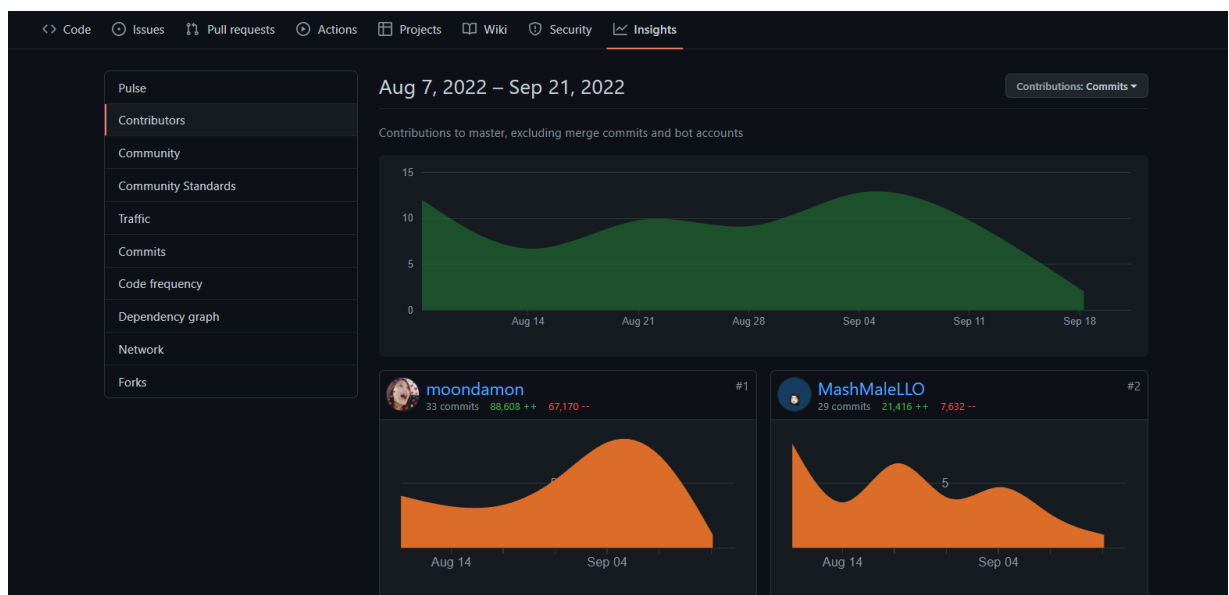 Code Issues Pull requests Actions Projects Wiki Security Insights
Pulse
Contributors
Community
Community Standards
Traffic
Commits
Code frequency
Dependency graph
Network
Forks
Aug 7, 2022 – Sep 21, 2022
Contributions: Commits
Contributions to master, excluding merge commits and bot accounts
15
10
5
0
Aug 14 Aug 21 Aug 28 Sep 04 Sep 11 Sep 18
moondamon #1
33 commits 88,608 ++ 67,170 --
5
Aug 14 Sep 04
MashMaleLLO #2
29 commits 21,416 ++ 7,632 --
5
Aug 14 Sep 04